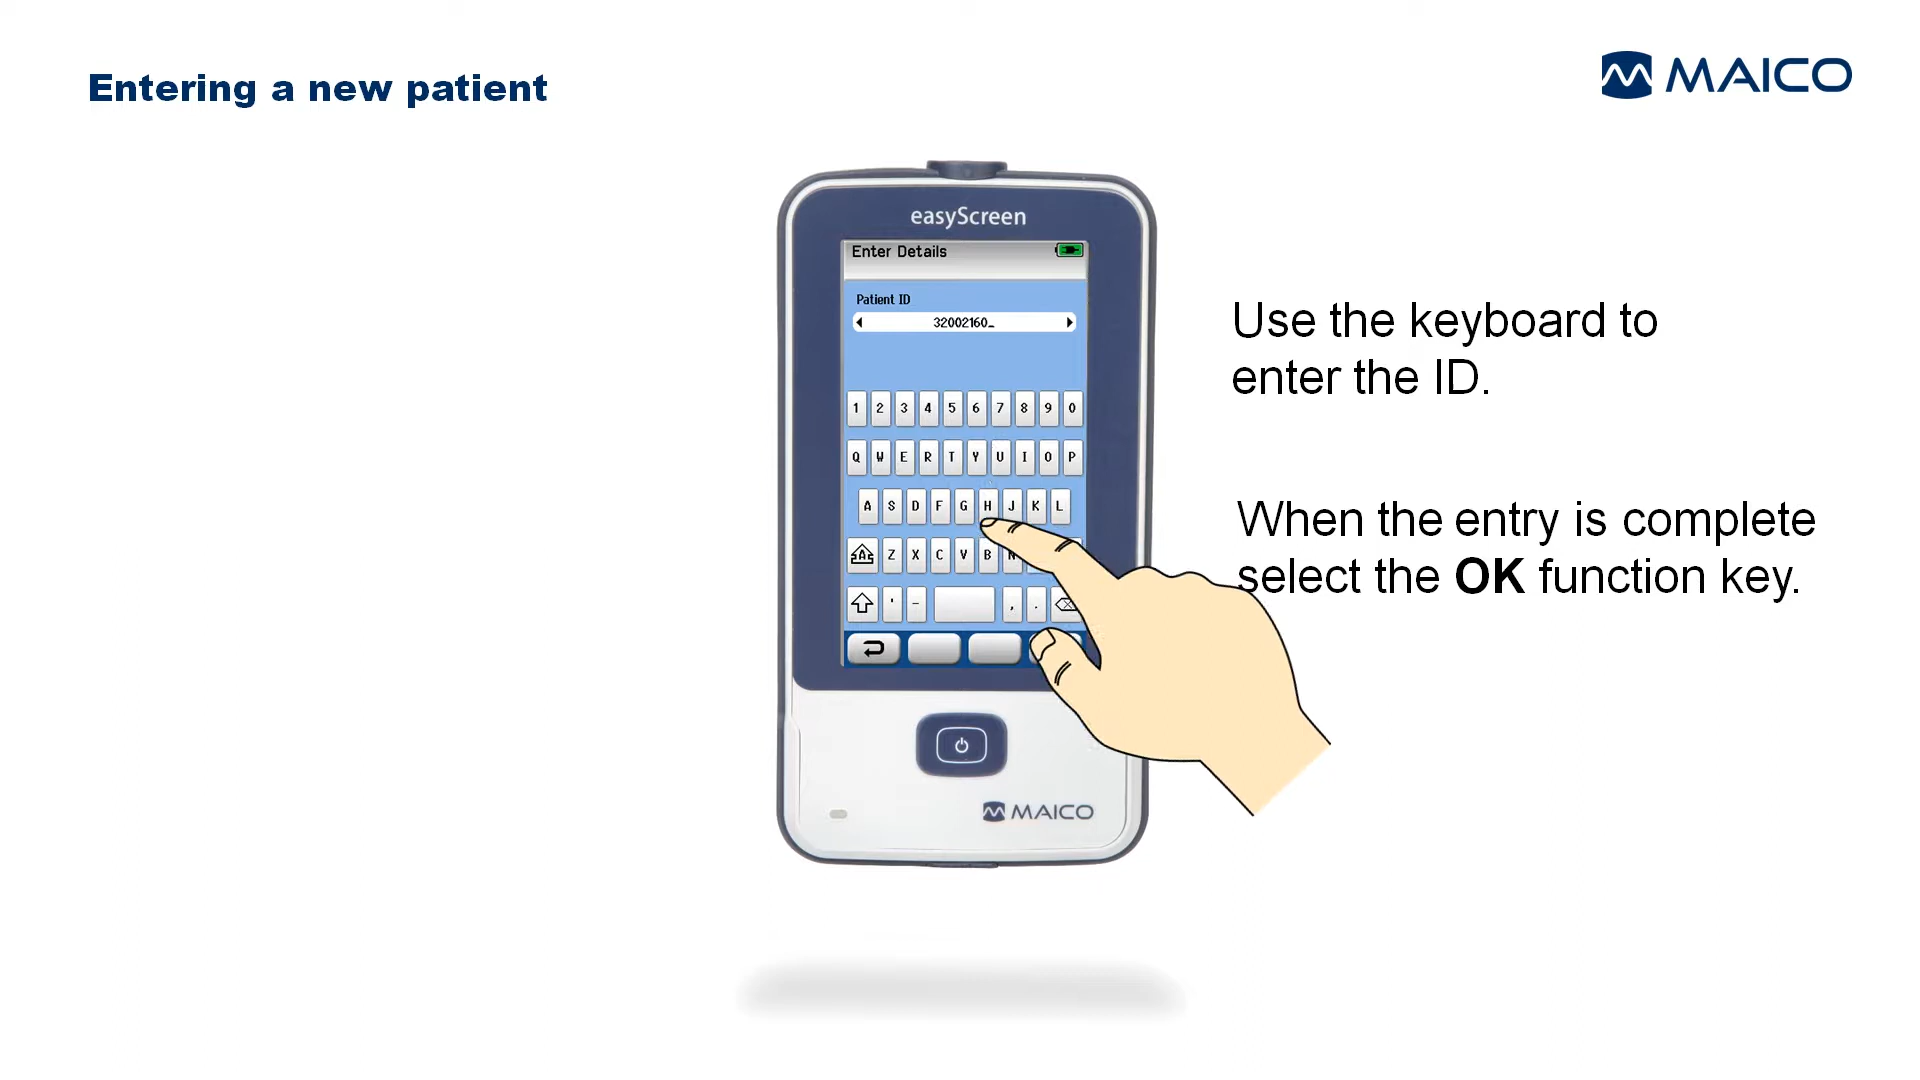 Entering a new patient
MAICO
easyScreen
Enter Details
Patient ID
32002160_
1 2 3 4 5 6 7 8 9 0
Q W E R T Y U I O P
A S D F G H J K L
A Z X C V B N
' - , .
MAICO
Use the keyboard to
enter the ID.
When the entry is complete
select the OK function key.